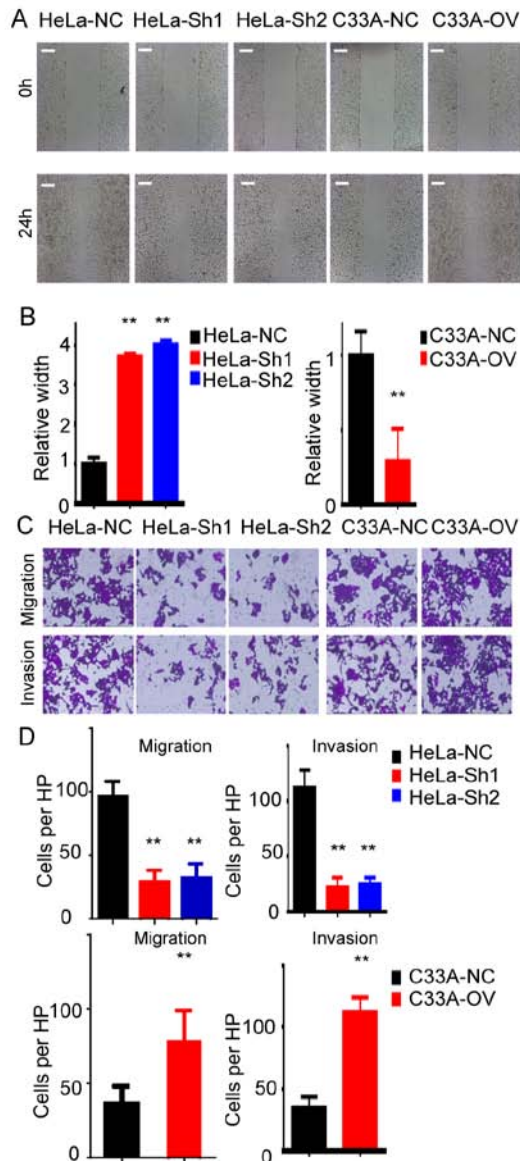 A
HeLa-NC HeLa-Sh1 HeLa-Sh2 C33A-NC C33A-OV
0h
24h
B
Relative width
4
3
2
1
0
** **
HeLa-NC
HeLa-Sh1
HeLa-Sh2
Relative width
1
0
**
C33A-NC
C33A-OV
C
HeLa-NC HeLa-Sh1 HeLa-Sh2 C33A-NC C33A-OV
Migration
Invasion
D
Migration
Cells per HP
100
50
0
** **
Invasion
Cells per HP
100
50
0
** **
HeLa-NC
HeLa-Sh1
HeLa-Sh2
Migration
Cells per HP
100
50
0
**
Invasion
Cells per HP
100
50
0
**
C33A-NC
C33A-OV